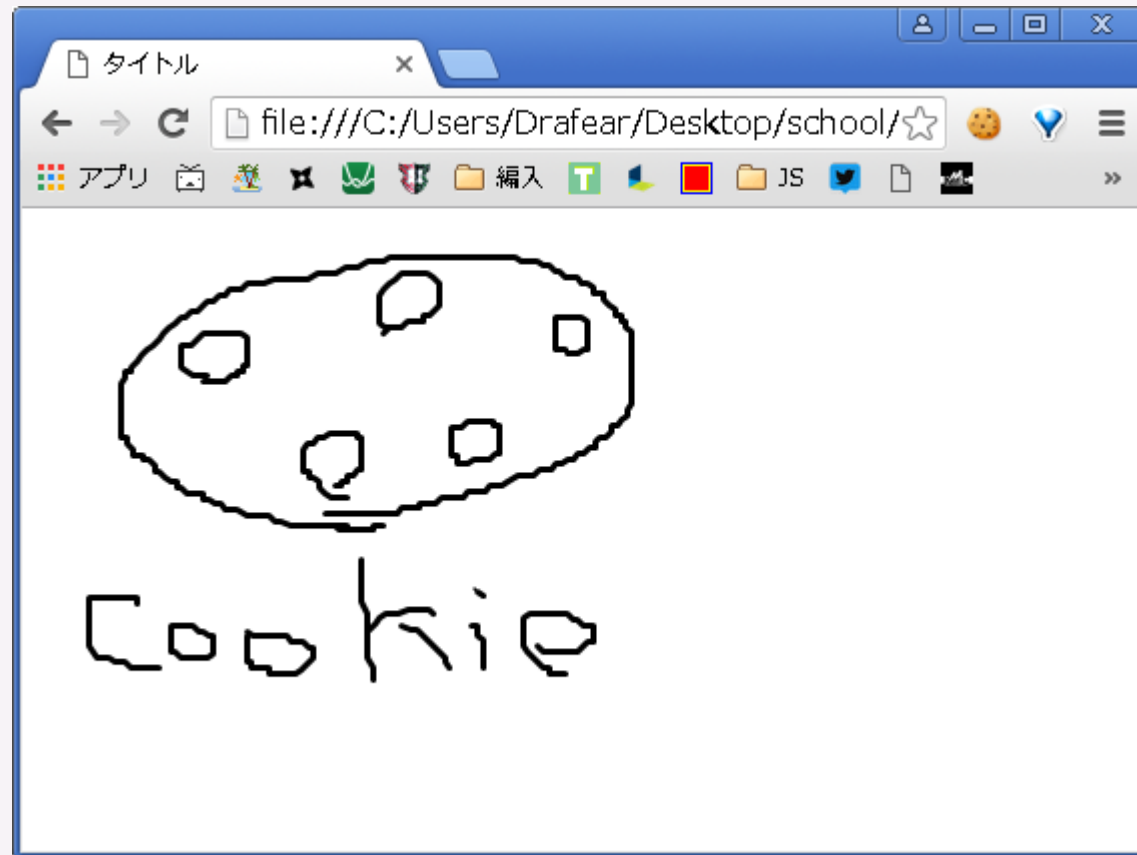 タイトル
file:///C:/Users/Drafear/Desktop/school/
アプリ 編入 T JS
Cookie